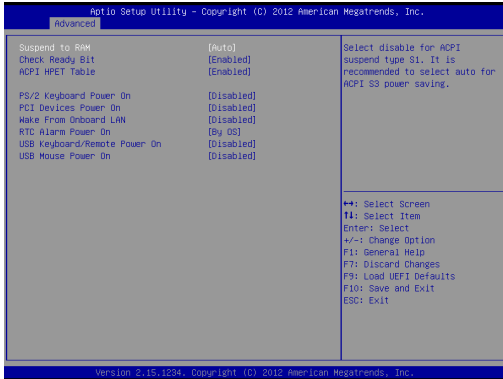 Aptio Setup Utility – Copyright (C) 2012 American Megatrends, Inc.
Advanced
Suspend to RAM [Auto]
Check Ready Bit [Enabled]
ACPI HPET Table [Enabled]
PS/2 Keyboard Power On [Disabled]
PCI Devices Power On [Disabled]
Wake From Onboard LAN [Disabled]
RTC Alarm Power On [By OS]
USB Keyboard/Remote Power On [Disabled]
USB Mouse Power On [Disabled]
Select disable for ACPI
suspend type S1. It is
recommended to select auto for
ACPI S3 power saving.
↔: Select Screen
↑↓: Select Item
Enter: Select
+/-: Change Option
F1: General Help
F7: Discard Changes
F9: Load UEFI Defaults
F10: Save and Exit
ESC: Exit
Version 2.15.1234. Copyright (C) 2012 American Megatrends, Inc.